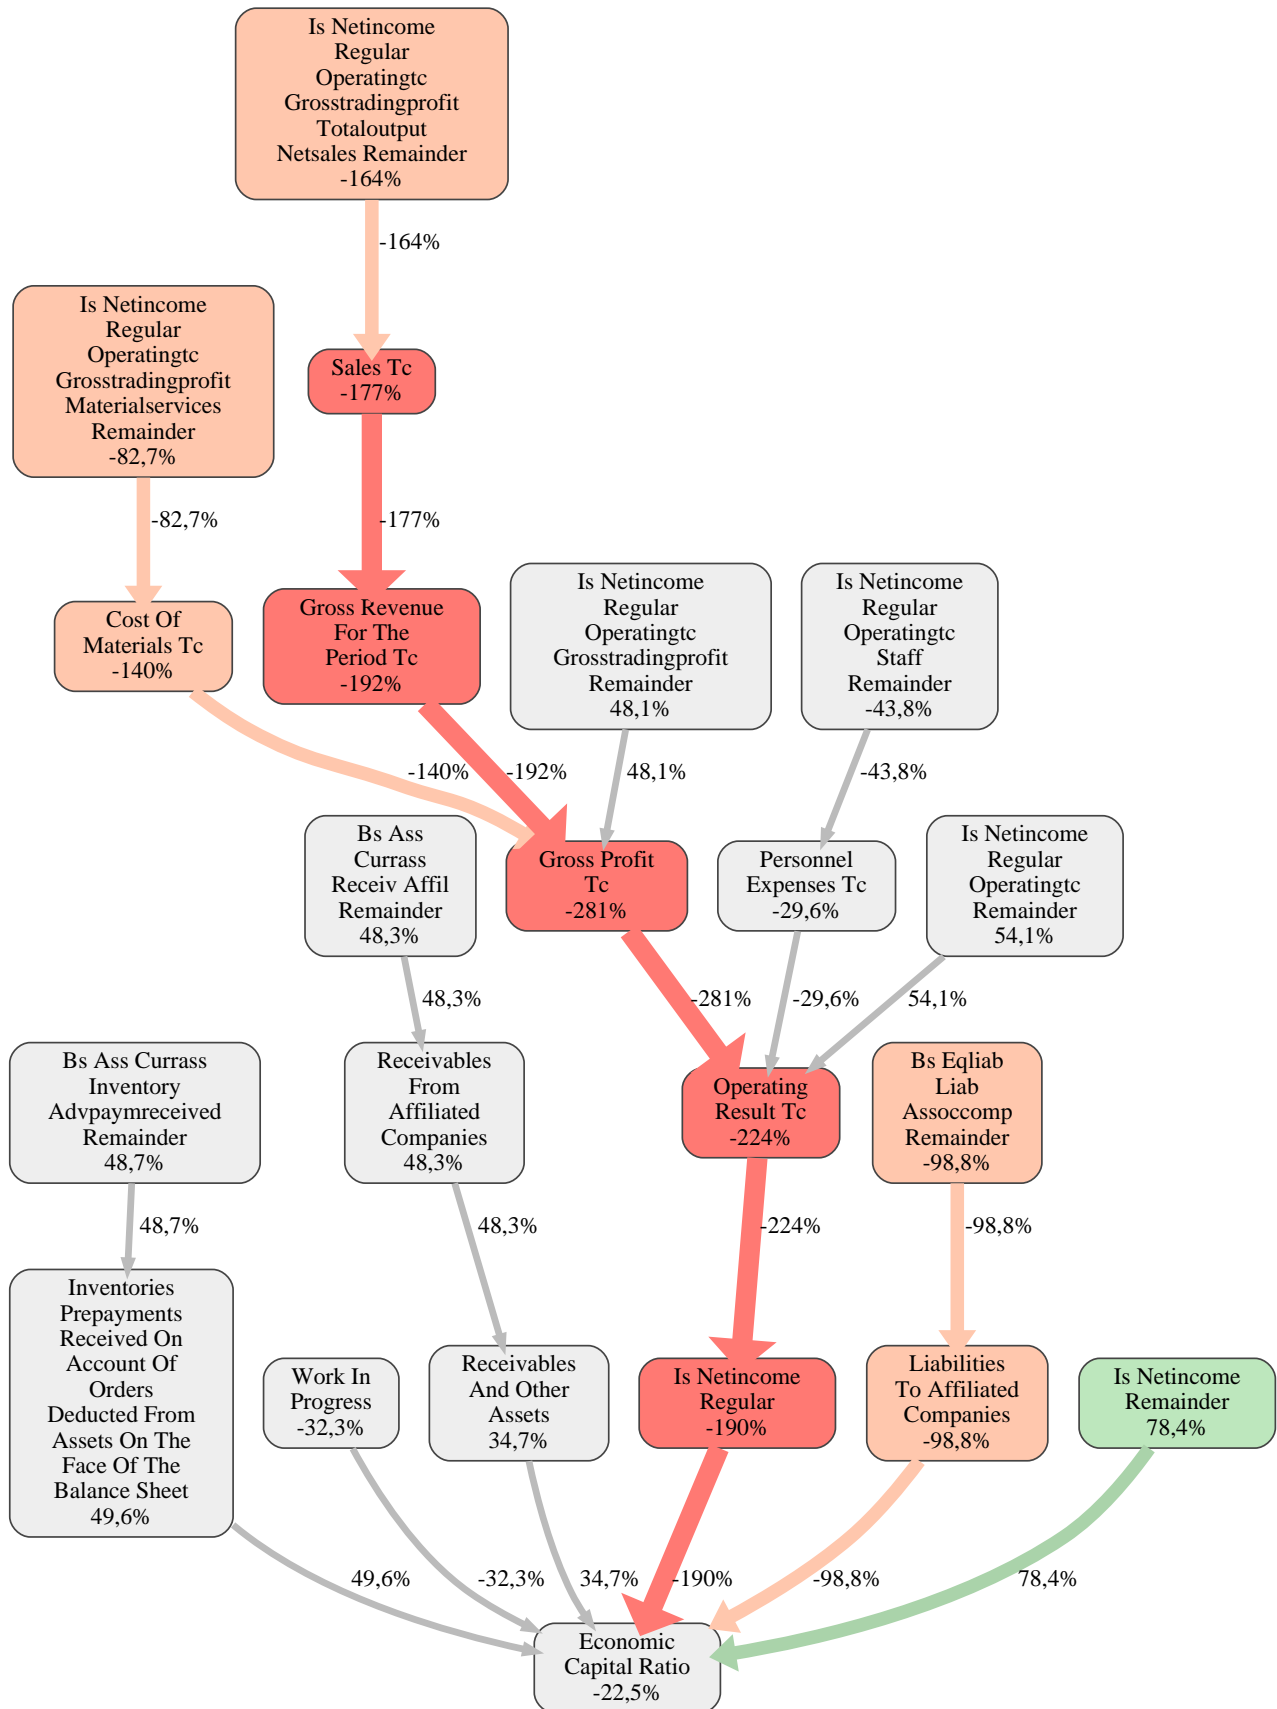 Is Netincome
Regular
Operatingtc
Grosstradingprofit
Totaloutput
Netsales Remainder
-164%
-164%
Is Netincome
Regular
Operatingtc
Grosstradingprofit
Materialservices
Remainder
-82,7%
Sales Tc
-177%
-82,7%
-177%
Cost Of
Materials Tc
-140%
Gross Revenue
For The
Period Tc
-192%
Is Netincome
Regular
Operatingtc
Grosstradingprofit
Remainder
48,1%
Is Netincome
Regular
Operatingtc
Staff
Remainder
-43,8%
-140%
-192%
48,1%
-43,8%
Bs Ass
Currass
Receiv Affil
Remainder
48,3%
Gross Profit
Tc
-281%
Personnel
Expenses Tc
-29,6%
Is Netincome
Regular
Operatingtc
Remainder
54,1%
48,3%
-281%
-29,6%
54,1%
Bs Ass Currass
Inventory
Advpaymreceived
Remainder
48,7%
Receivables
From
Affiliated
Companies
48,3%
Operating
Result Tc
-224%
Bs Eqliab
Liab
Assoccomp
Remainder
-98,8%
48,7%
48,3%
-224%
-98,8%
Inventories
Prepayments
Received On
Account Of
Orders
Deducted From
Assets On The
Face Of The
Balance Sheet
49,6%
Work In
Progress
-32,3%
Receivables
And Other
Assets
34,7%
Is Netincome
Regular
-190%
Liabilities
To Affiliated
Companies
-98,8%
Is Netincome
Remainder
78,4%
49,6%
-32,3%
34,7%
-190%
-98,8%
78,4%
Economic
Capital Ratio
-22,5%